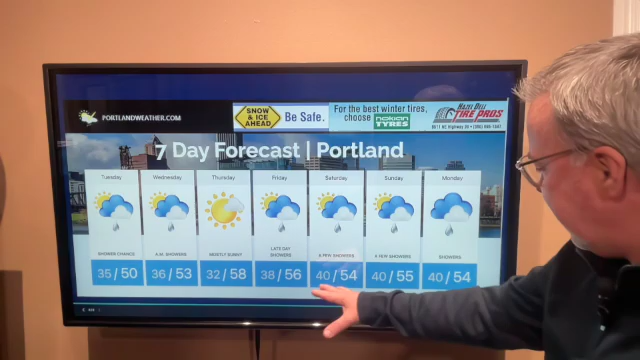 PORTLANDWEATHER.COM
SNOW
& ICE
AHEAD
Be Safe.
For the best winter tires,
choose
nokian
TYRES
HAZEL DELL
TIRE PROS
7 Day Forecast | Portland
Tuesday
Wednesday
Thursday
Friday
Saturday
Sunday
Monday
SHOWER CHANCE
A.M. SHOWERS
MOSTLY SUNNY
LATE DAY
SHOWERS
A FEW SHOWERS
A FEW SHOWERS
SHOWERS
35 / 50
36 / 53
32 / 58
38 / 56
40 / 54
40 / 55
40 / 54